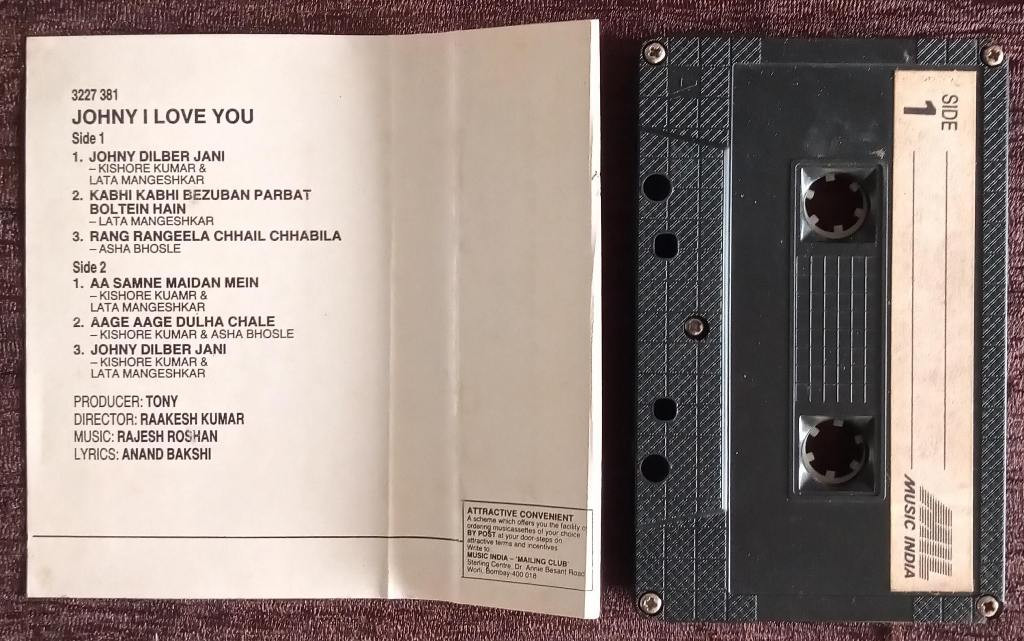 3227 381
JOHNY I LOVE YOU
Side 1
1. JOHNY DILBER JANI
– KISHORE KUMAR &
LATA MANGESHKAR
2. KABHI KABHI BEZUBAN PARBAT
BOLTEIN HAIN
– LATA MANGESHKAR
3. RANG RANGEELA CHHAIL CHHABILA
– ASHA BHOSLE
Side 2
1. AA SAMNE MAIDAN MEIN
– KISHORE KUAMR &
LATA MANGESHKAR
2. AAGE AAGE DULHA CHALE
– KISHORE KUMAR & ASHA BHOSLE
3. JOHNY DILBER JANI
– KISHORE KUMAR &
LATA MANGESHKAR
PRODUCER: TONY
DIRECTOR: RAAKESH KUMAR
MUSIC: RAJESH ROSHAN
LYRICS: ANAND BAKSHI
ATTRACTIVE CONVENIENT
A scheme which offers you the facility of
ordering musicassettes of your choice
BY POST at your door-steps on
attractive terms and incentives
Write to:
MUSIC INDIA – 'MAILING CLUB'
Sterling Centre, Dr. Annie Besant Road
Worli, Bombay-400 018
SIDE
1
MUSIC INDIA